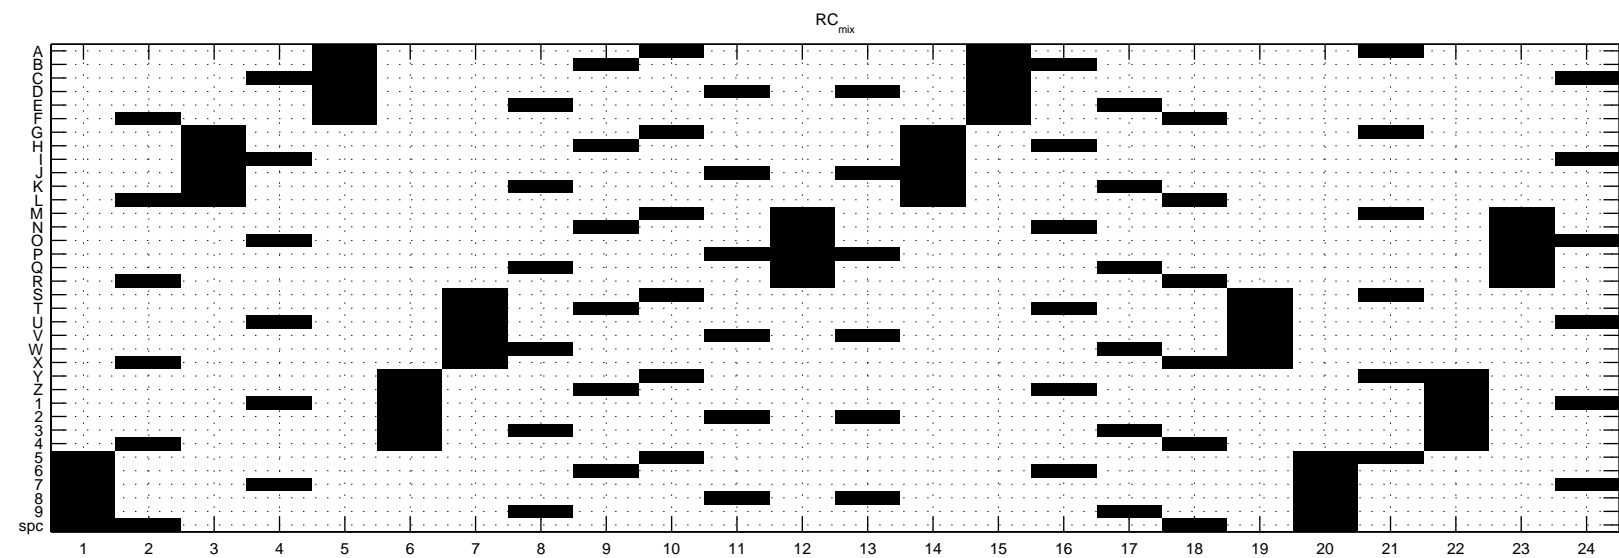 RCmix
A
B
C
D
E
F
G
H
I
J
K
L
M
N
O
P
Q
R
S
T
U
V
W
X
Y
Z
1
2
3
4
5
6
7
8
9
spc
1 2 3 4 5 6 7 8 9 10 11 12 13 14 15 16 17 18 19 20 21 22 23 24